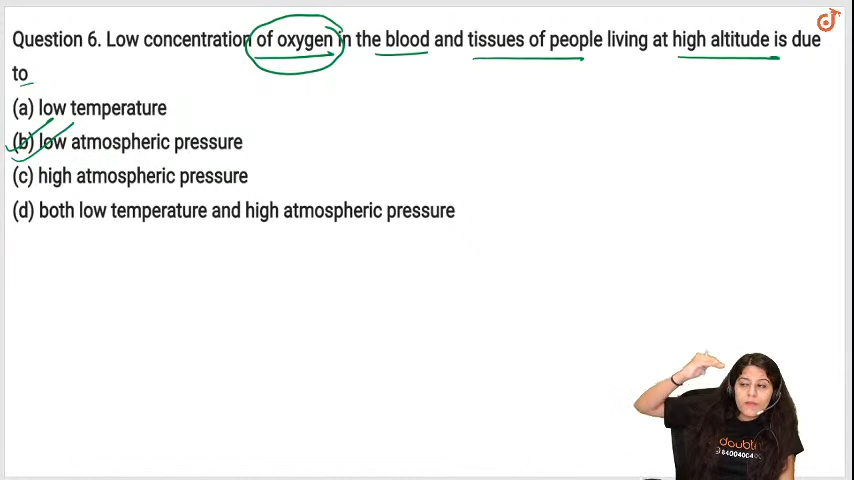 Question 6. Low concentration of oxygen in the blood and tissues of people living at high altitude is due
to
(a) low temperature
(b) low atmospheric pressure
(c) high atmospheric pressure
(d) both low temperature and high atmospheric pressure
doubtn